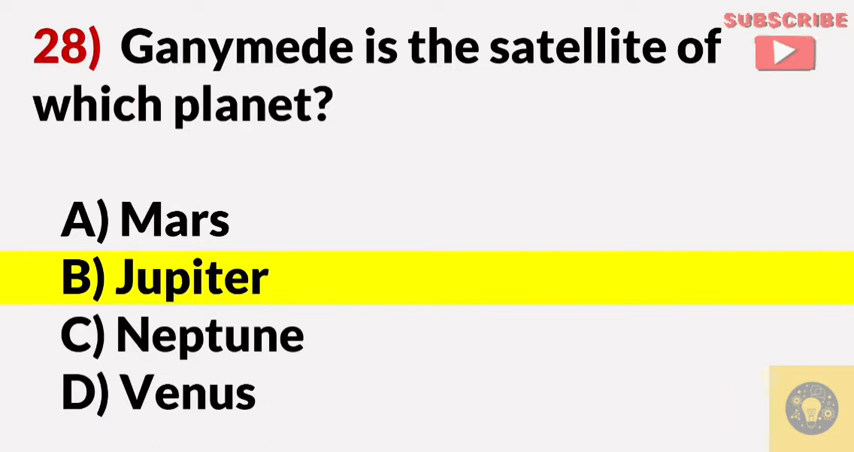 SUBSCRIBE
28) Ganymede is the satellite of
which planet?
A) Mars
B) Jupiter
C) Neptune
D) Venus